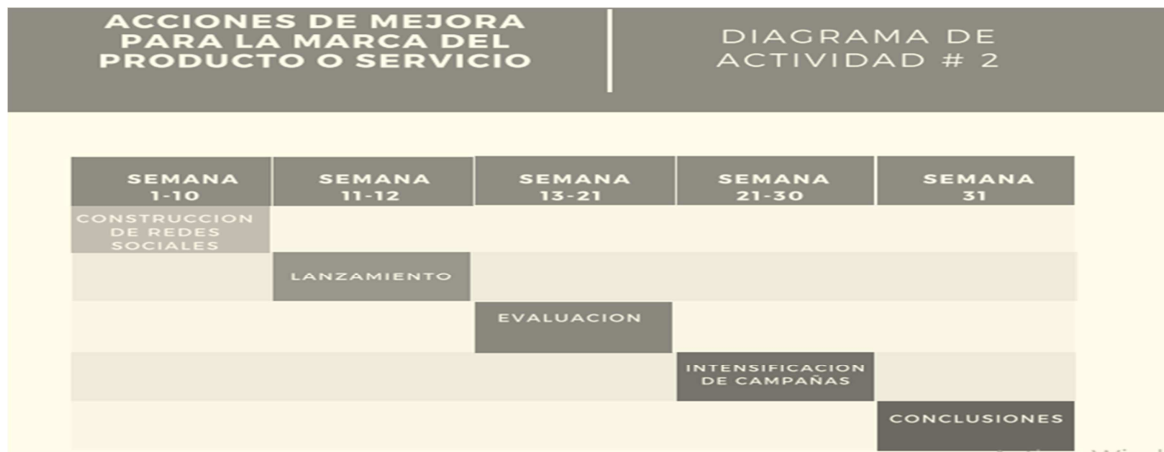 ACCIONES DE MEJORA
PARA LA MARCA DEL
PRODUCTO O SERVICIO
DIAGRAMA DE
ACTIVIDAD # 2
SEMANA
1-10
SEMANA
11-12
SEMANA
13-21
SEMANA
21-30
SEMANA
31
CONSTRUCCION
DE REDES
SOCIALES
LANZAMIENTO
EVALUACION
INTENSIFICACION
DE CAMPAÑAS
CONCLUSIONES